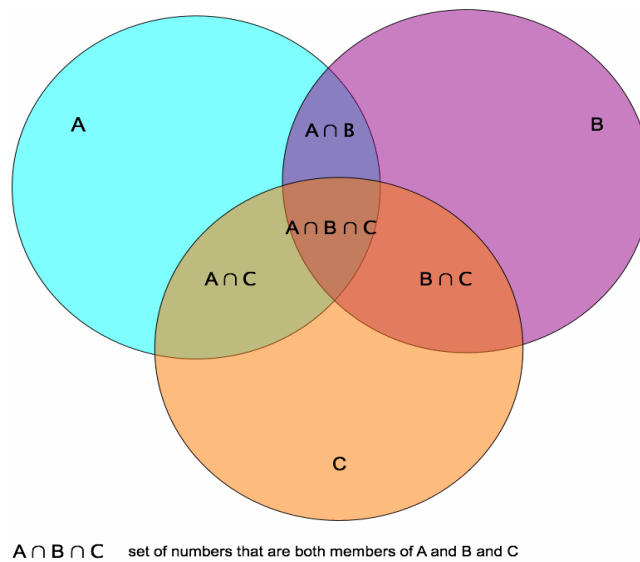 A
B
A ∩ B
A ∩ B ∩ C
A ∩ C
B ∩ C
C
A ∩ B ∩ C set of numbers that are both members of A and B and C